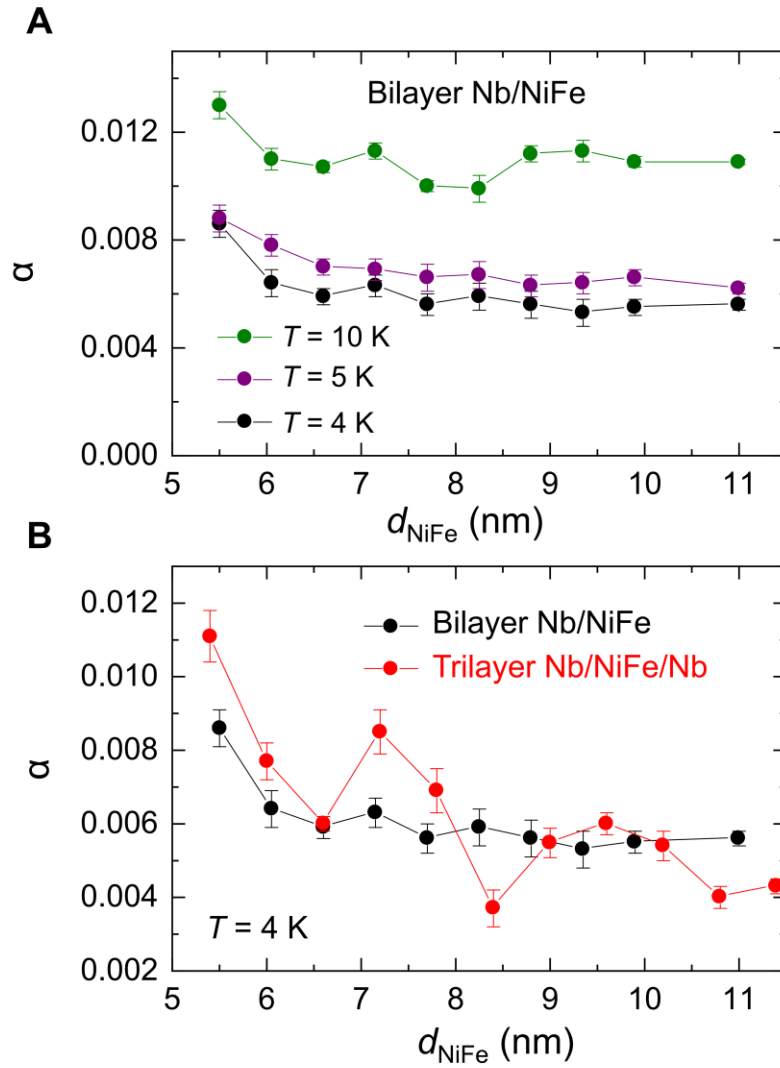 A
Bilayer Nb/NiFe
0.012
0.008
0.004
0.000
α
T = 10 K
T = 5 K
T = 4 K
5 6 7 8 9 10 11
dNiFe (nm)
B
0.012
0.010
0.008
0.006
0.004
0.002
α
Bilayer Nb/NiFe
Trilayer Nb/NiFe/Nb
T = 4 K
5 6 7 8 9 10 11
dNiFe (nm)